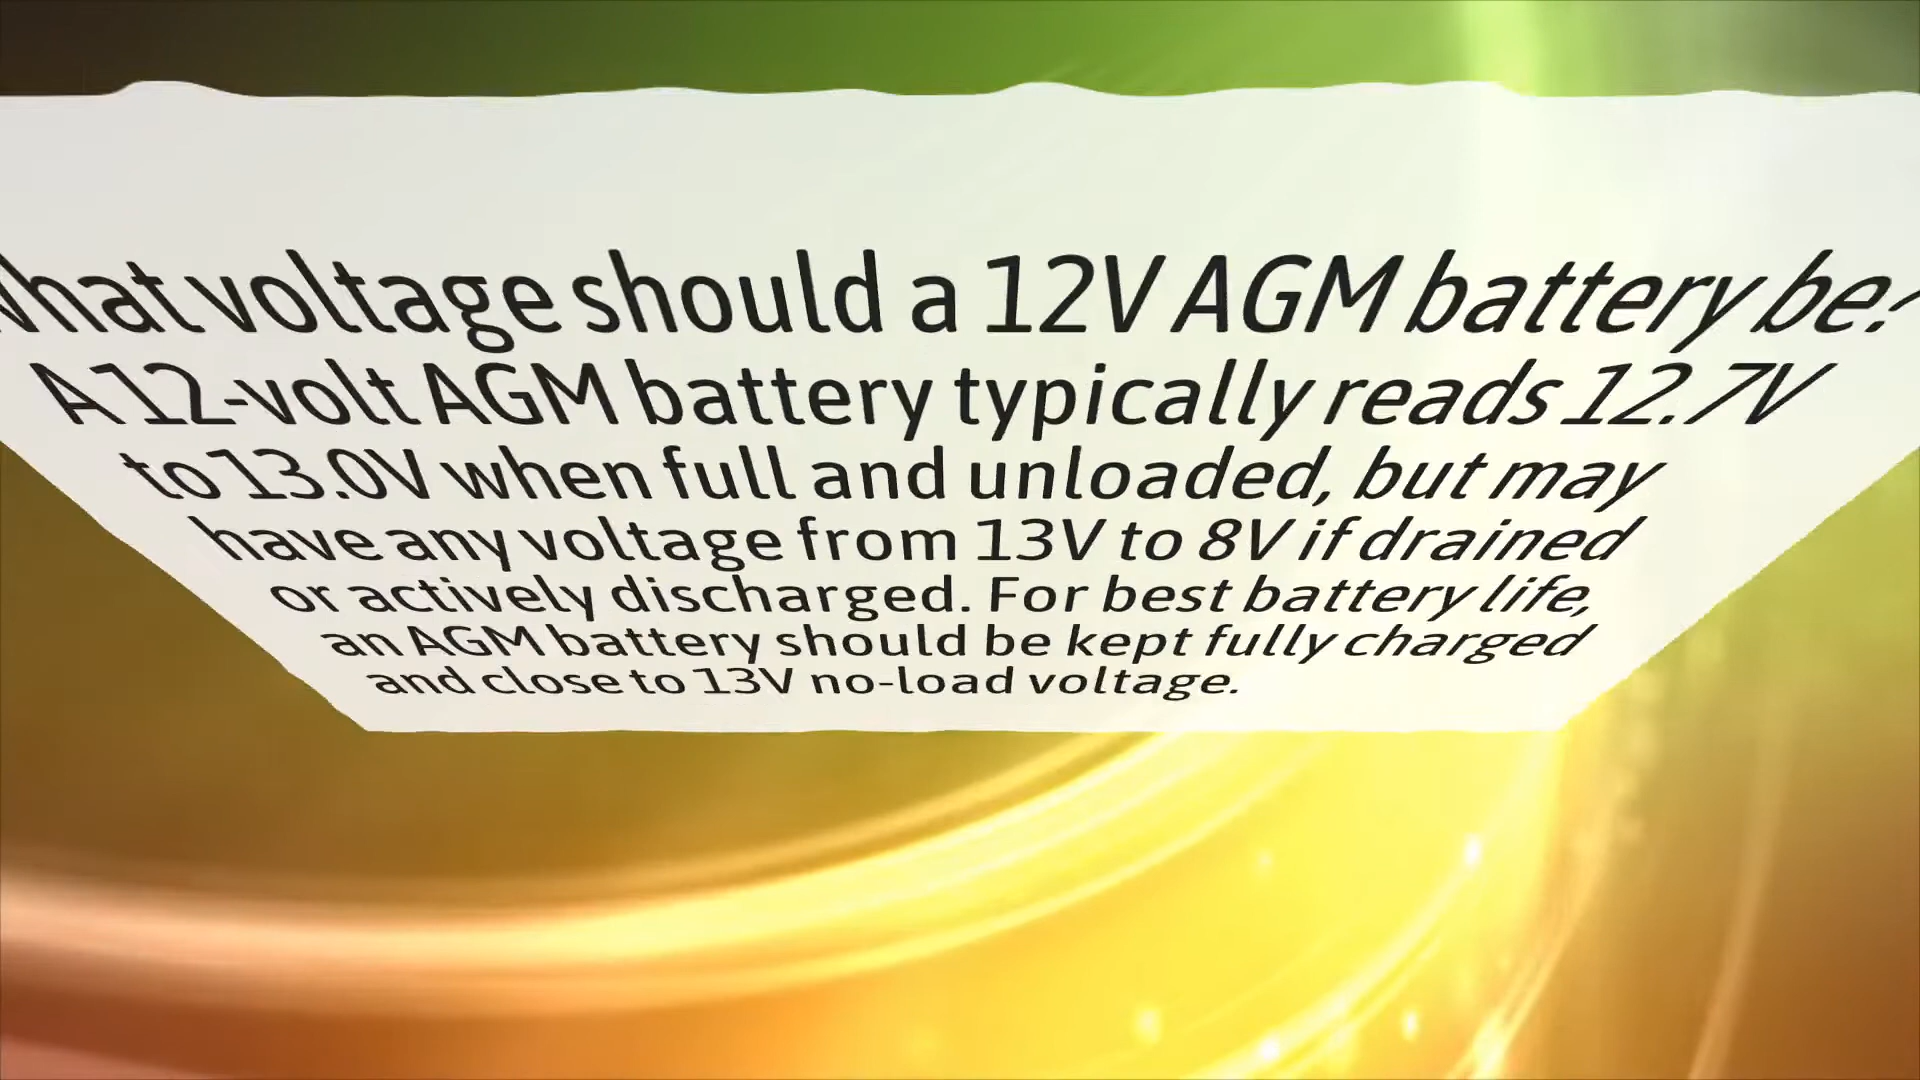 What voltage should a 12V AGM battery be?
A 12-volt AGM battery typically reads 12.7V
to 13.0V when full and unloaded, but may
have any voltage from 13V to 8V if drained
or actively discharged. For best battery life,
an AGM battery should be kept fully charged
and close to 13V no-load voltage.